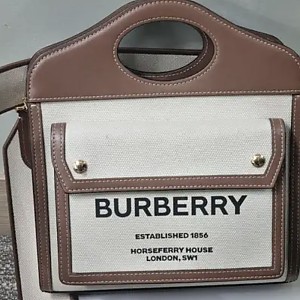 BURBERRY
ESTABLISHED 1856
HORSEFERRY HOUSE
LONDON, SW1